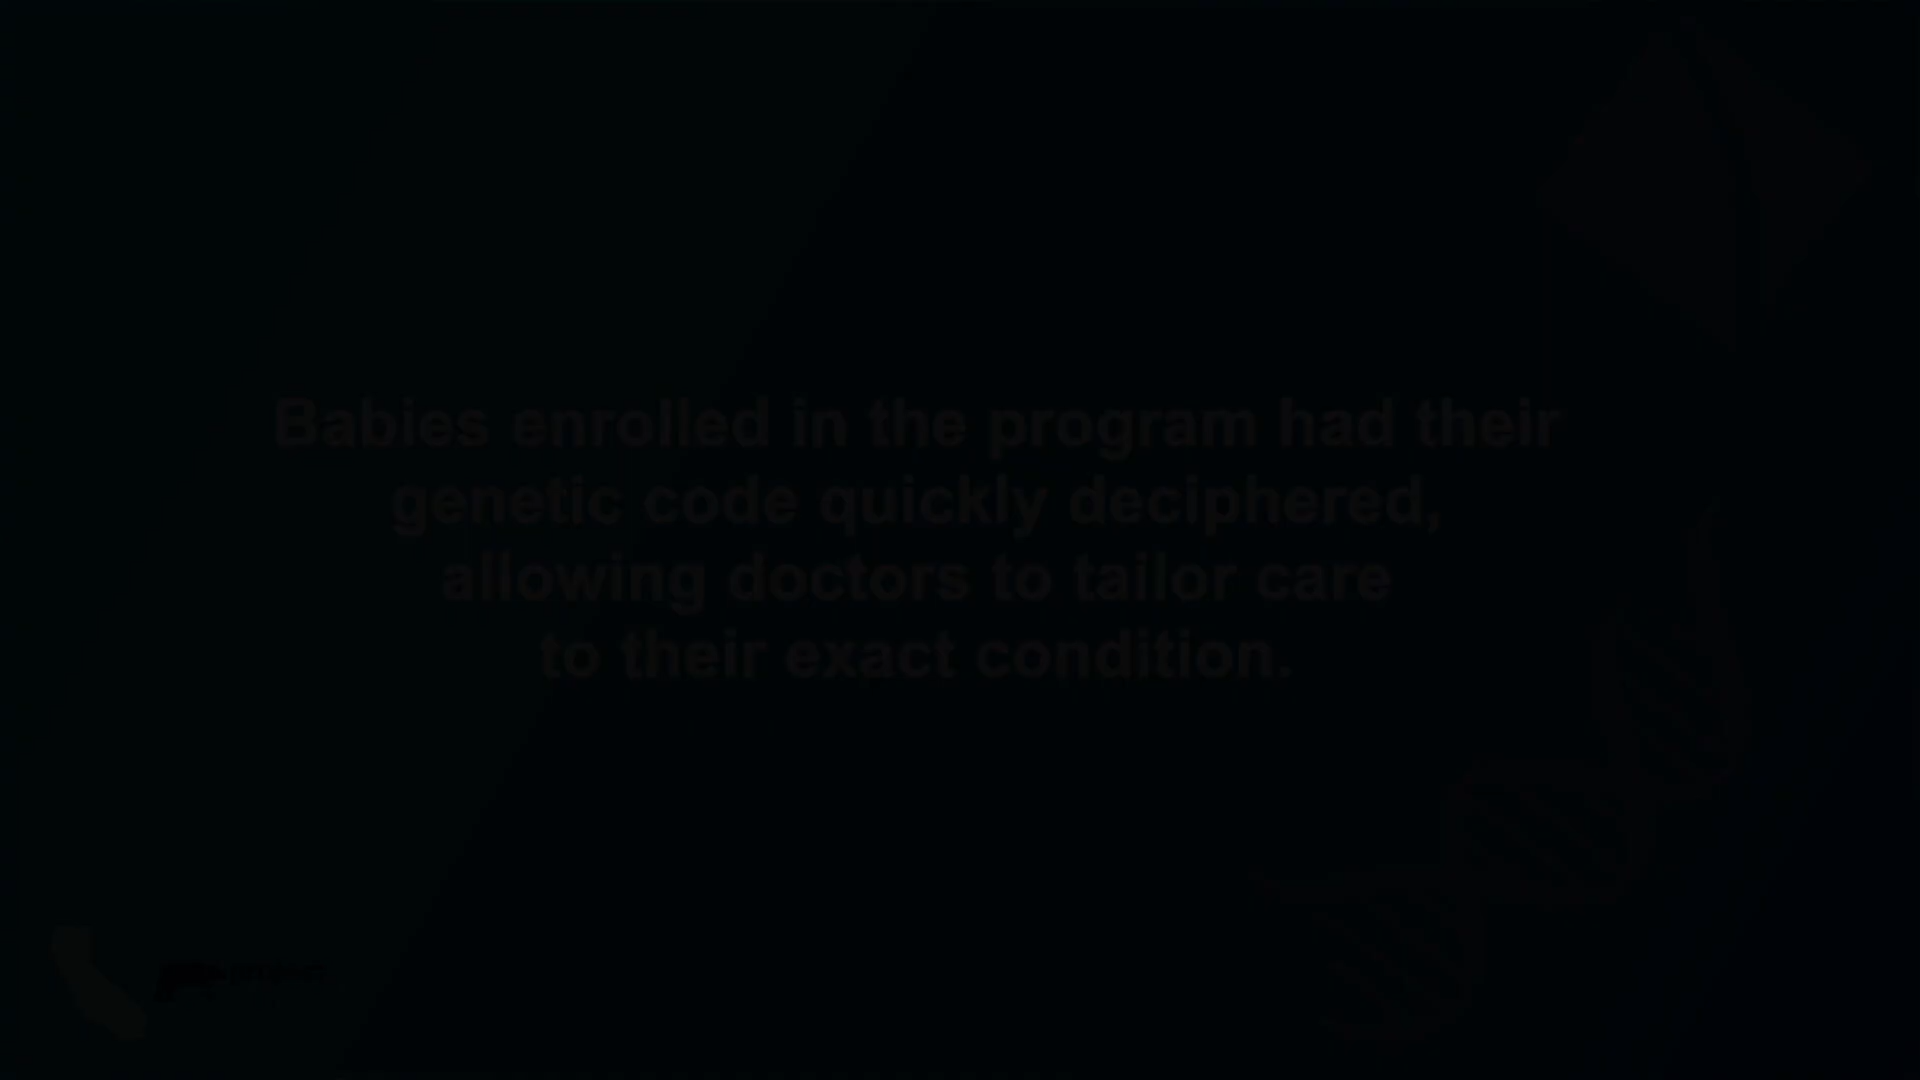 Babies enrolled in the program had their
genetic code quickly deciphered,
allowing doctors to tailor care
to their exact condition.